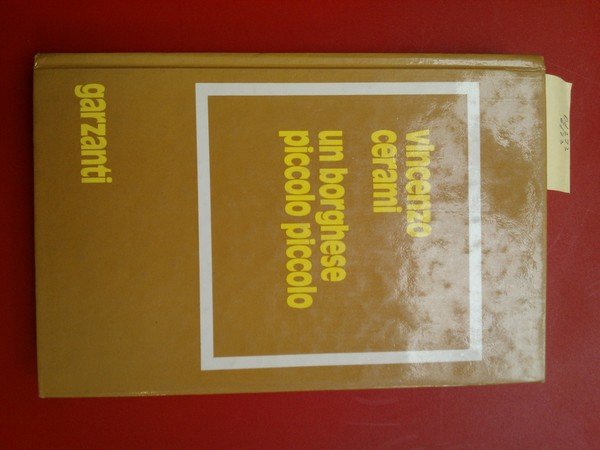 vincenzo
cerami
un borghese
piccolo piccolo
garzanti